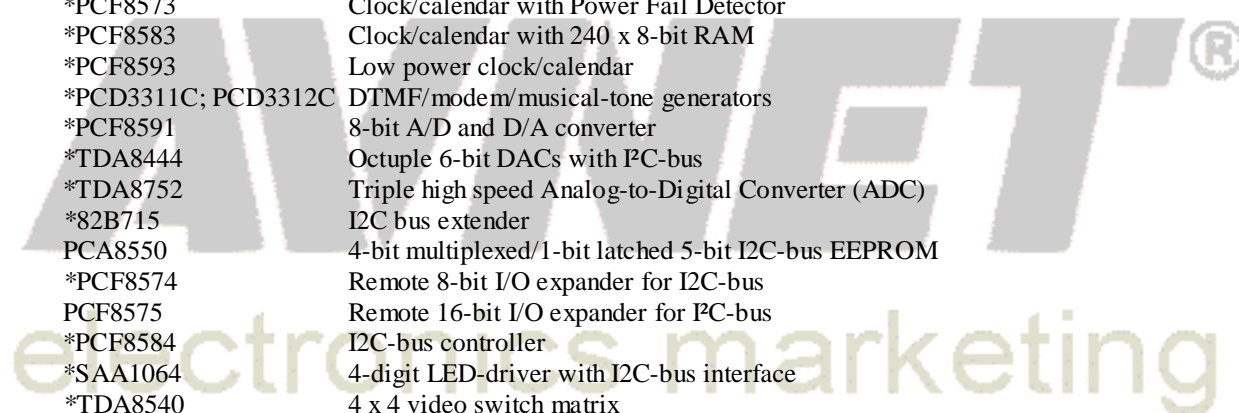 *PCF8573 Clock/calendar with Power Fail Detector
*PCF8583 Clock/calendar with 240 x 8-bit RAM
*PCF8593 Low power clock/calendar
*PCD3311C; PCD3312C DTMF/modem/musical-tone generators
*PCF8591 8-bit A/D and D/A converter
*TDA8444 Octuple 6-bit DACs with I²C-bus
*TDA8752 Triple high speed Analog-to-Digital Converter (ADC)
*82B715 I2C bus extender
PCA8550 4-bit multiplexed/1-bit latched 5-bit I2C-bus EEPROM
*PCF8574 Remote 8-bit I/O expander for I2C-bus
PCF8575 Remote 16-bit I/O expander for I²C-bus
*PCF8584 I2C-bus controller
*SAA1064 4-digit LED-driver with I2C-bus interface
*TDA8540 4 x 4 video switch matrix
AVNET ®
electronics marketing